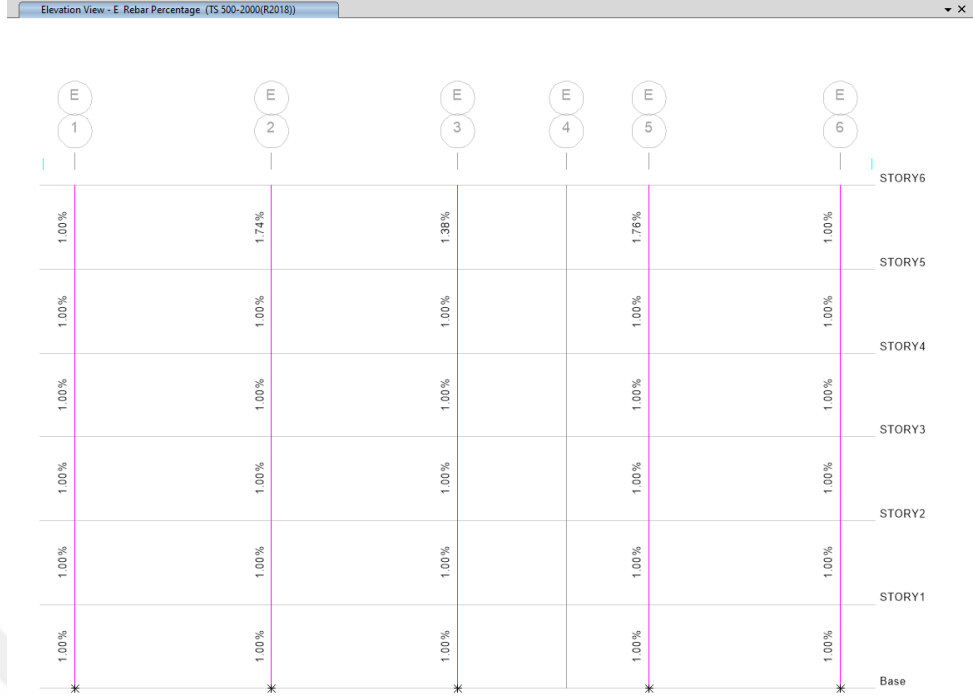 Elevation View - E Rebar Percentage (TS 500-2000(R2018))
E E E E E E
1 2 3 4 5 6
STORY6
1.00% 1.74% 1.38% 1.76% 1.00%
STORY5
1.00% 1.00% 1.00% 1.00% 1.00%
STORY4
1.00% 1.00% 1.00% 1.00% 1.00%
STORY3
1.00% 1.00% 1.00% 1.00% 1.00%
STORY2
1.00% 1.00% 1.00% 1.00% 1.00%
STORY1
1.00% 1.00% 1.00% 1.00% 1.00%
Base